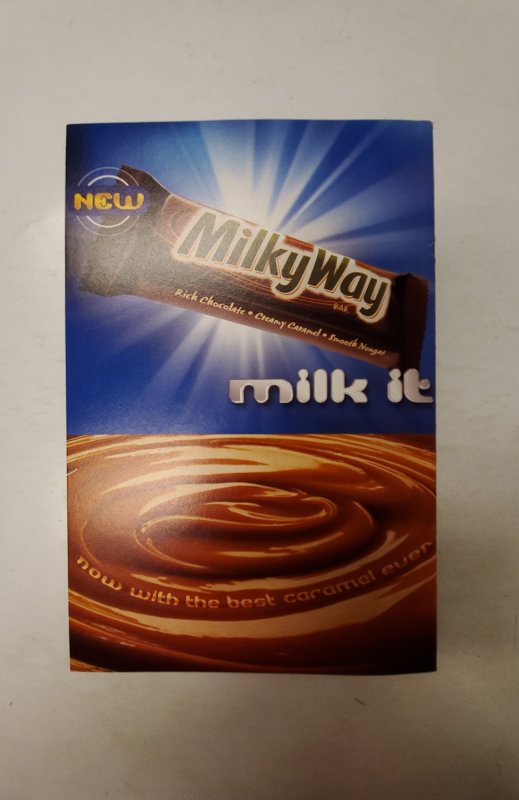 NEW
MilkyWay
BAR
Rich Chocolate • Creamy Caramel • Smooth Nougat
milk it
now with the best caramel ever